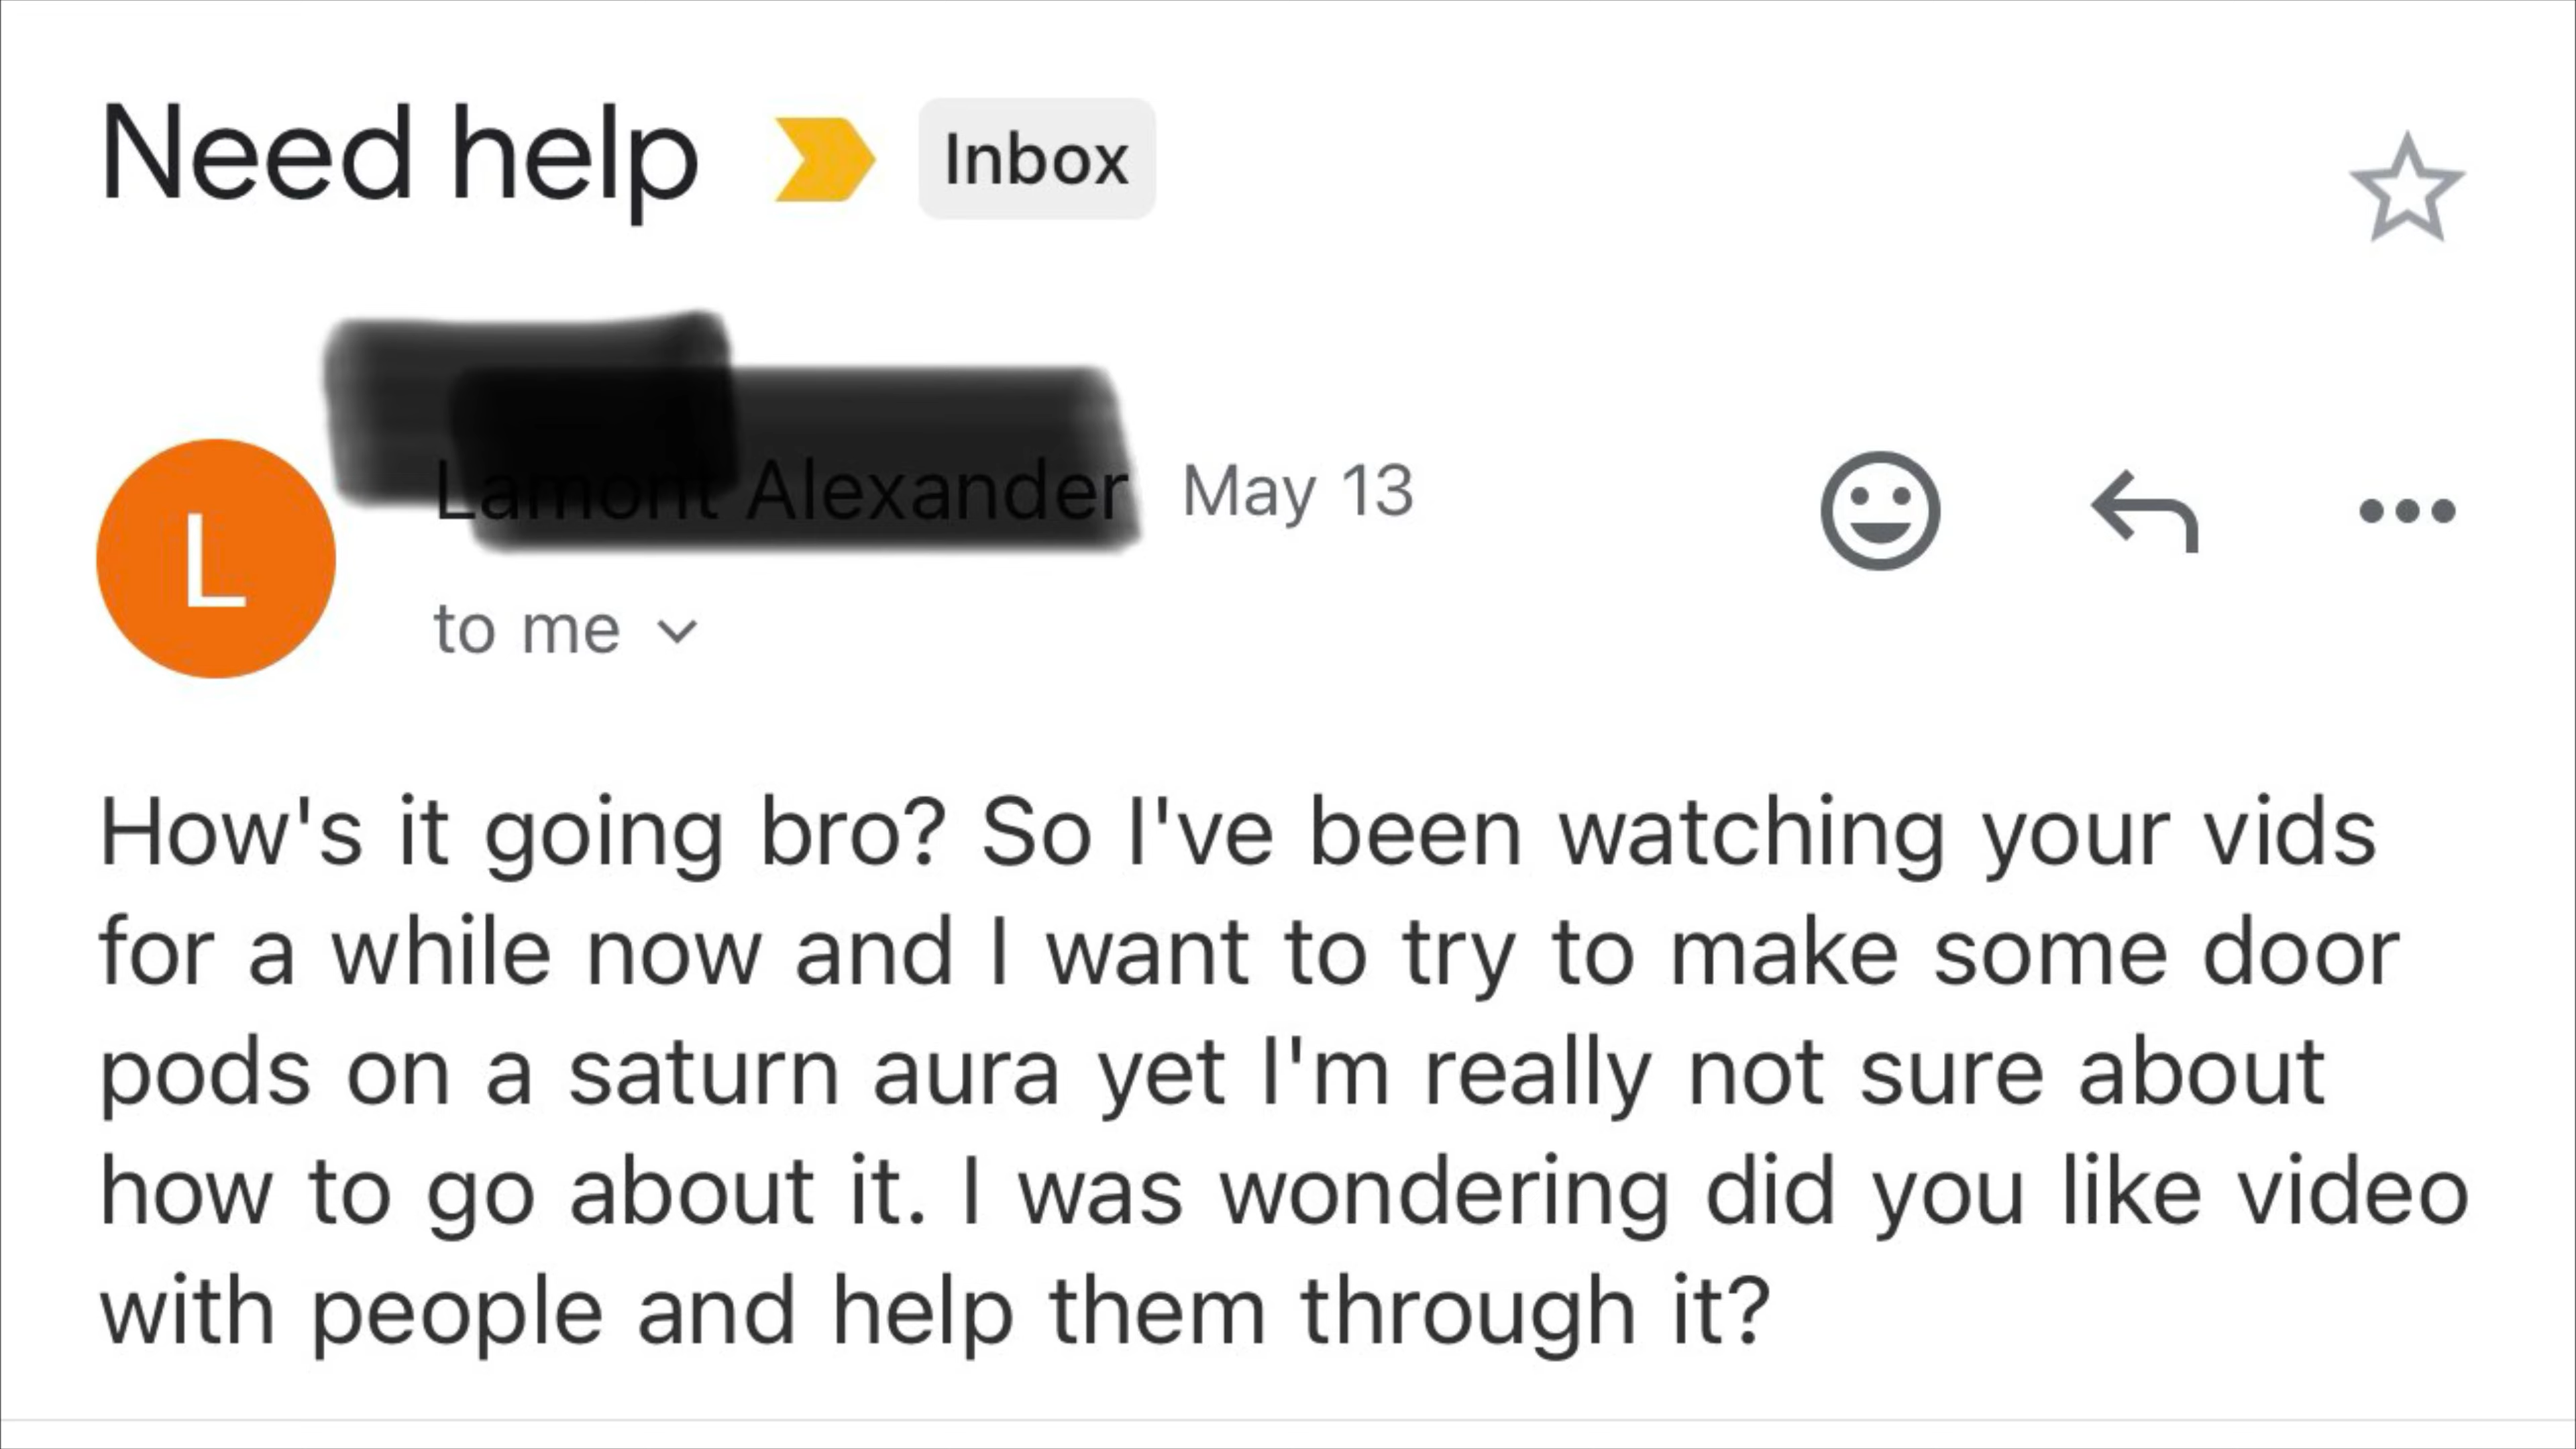 Need help Inbox
L
Lamont Alexander May 13
to me
How's it going bro? So I've been watching your vids
for a while now and I want to try to make some door
pods on a saturn aura yet I'm really not sure about
how to go about it. I was wondering did you like video
with people and help them through it?